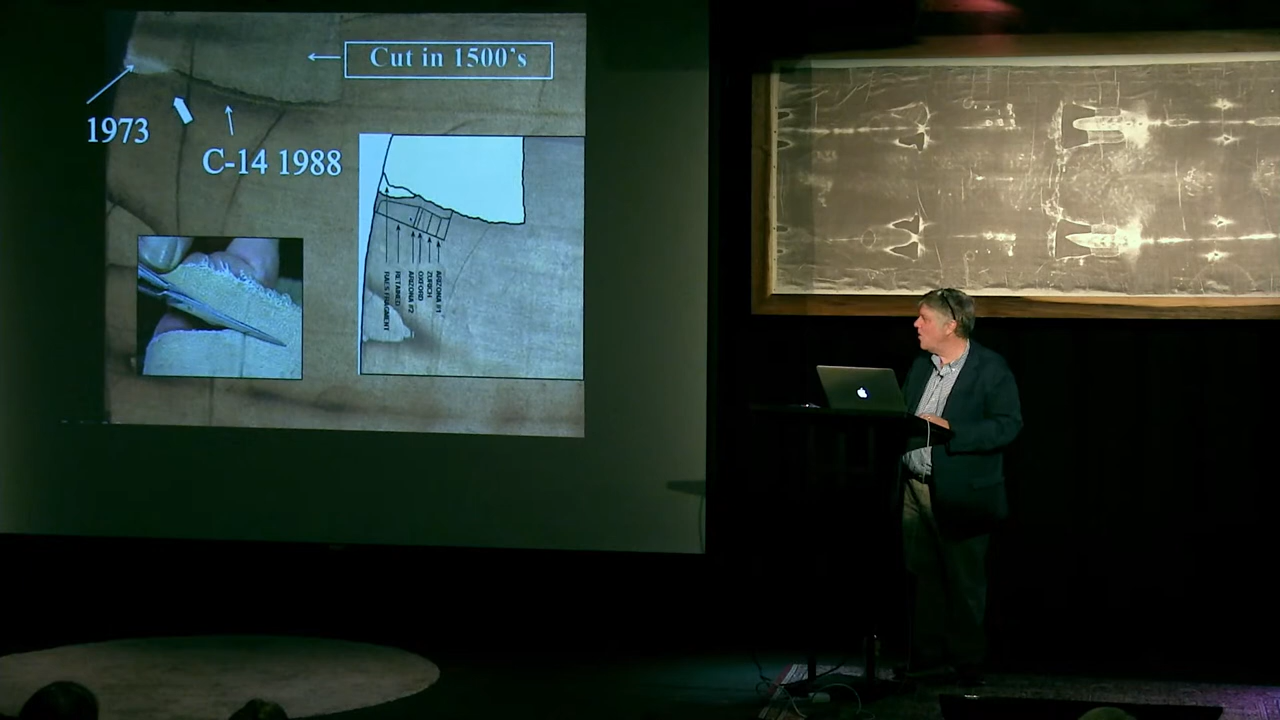 Cut in 1500's
1973
C-14 1988
RAES FRAGMENT
RETAINED
ARIZONA #2
OXFORD
ZURICH
ARIZONA #1